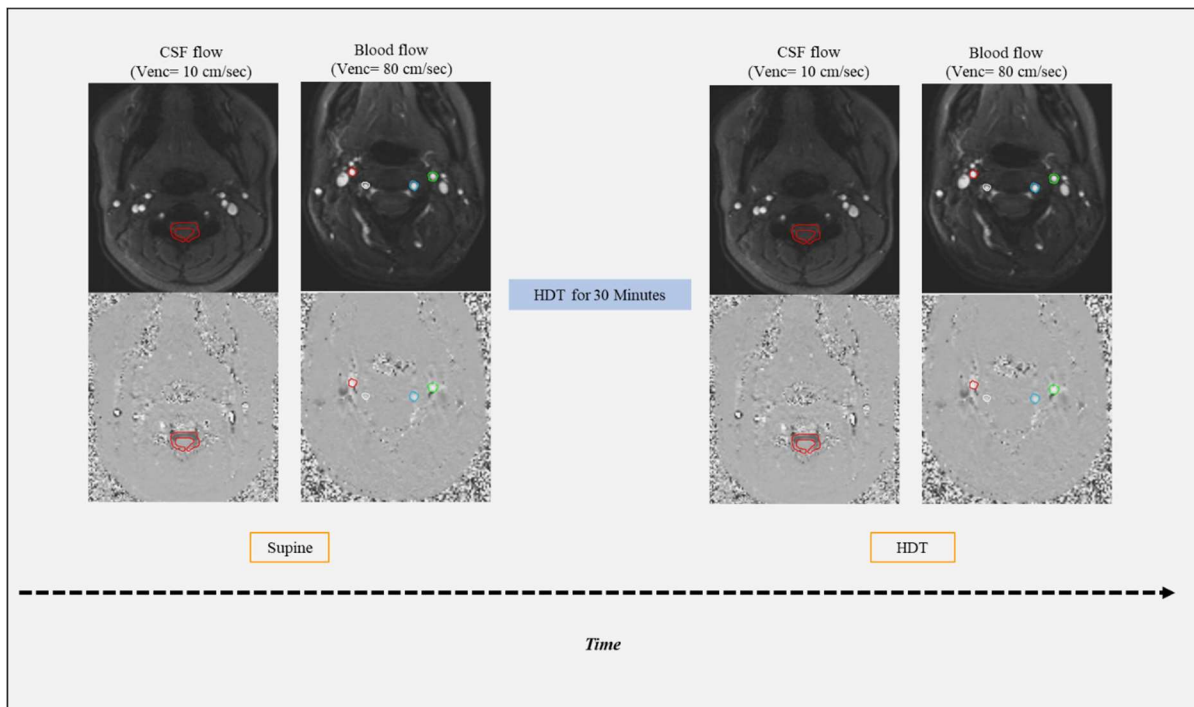 CSF flow
(Venc= 10 cm/sec)
Blood flow
(Venc= 80 cm/sec)
CSF flow
(Venc= 10 cm/sec)
Blood flow
(Venc= 80 cm/sec)
HDT for 30 Minutes
Supine
HDT
Time